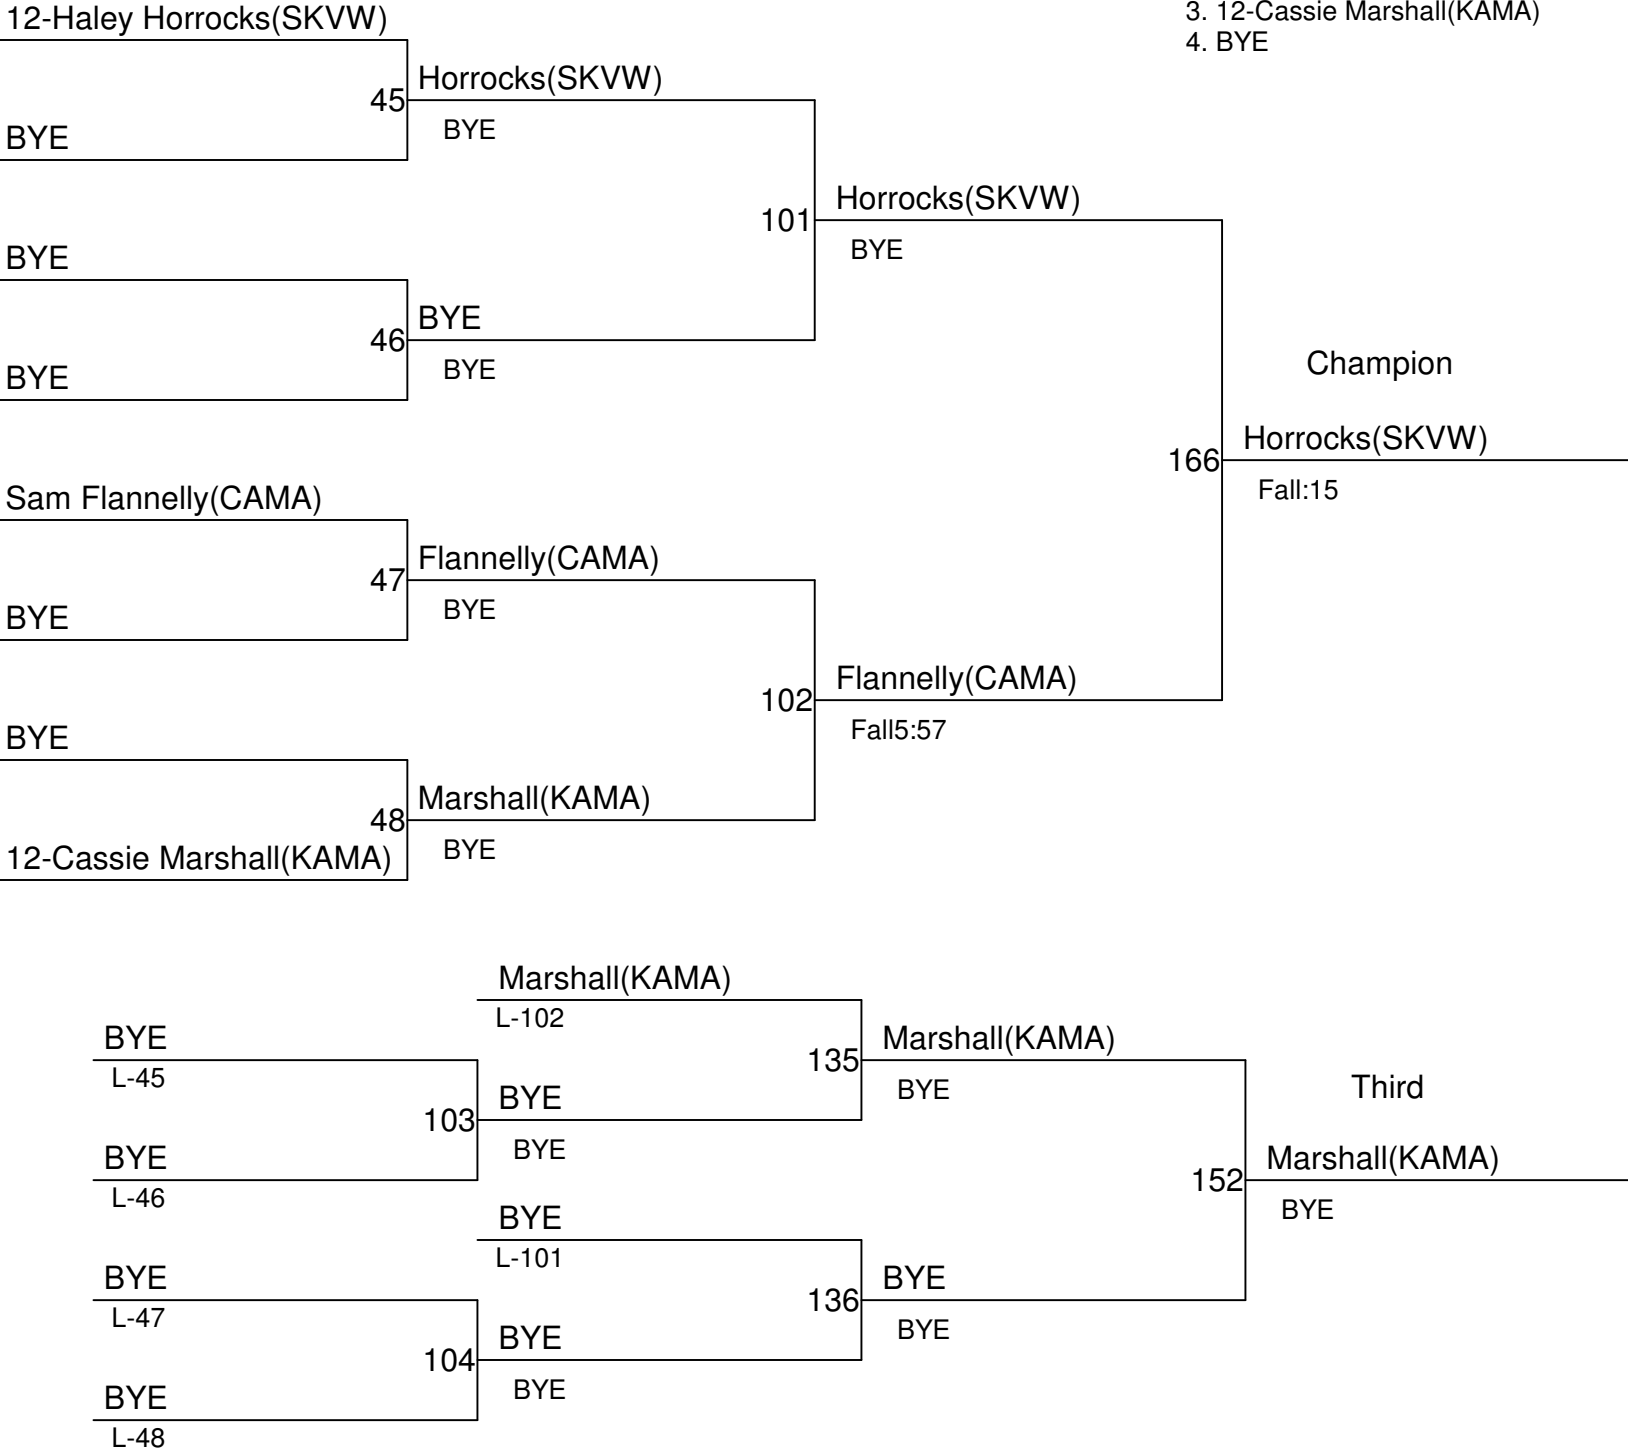 12-Haley Horrocks(SKVW)
3. 12-Cassie Marshall(KAMA)
4. BYE
Horrocks(SKVW)
45
BYE
BYE
Horrocks(SKVW)
101
BYE
BYE
BYE
46
BYE
BYE
Champion
Horrocks(SKVW)
166
Fall:15
Sam Flannelly(CAMA)
Flannelly(CAMA)
47
BYE
BYE
Flannelly(CAMA)
102
Fall5:57
BYE
Marshall(KAMA)
48
BYE
12-Cassie Marshall(KAMA)
Marshall(KAMA)
L-102
BYE
L-45
Marshall(KAMA)
135
BYE
BYE
103
BYE
BYE
L-46
Third
Marshall(KAMA)
152
BYE
BYE
L-101
BYE
L-47
BYE
136
BYE
BYE
104
BYE
BYE
L-48